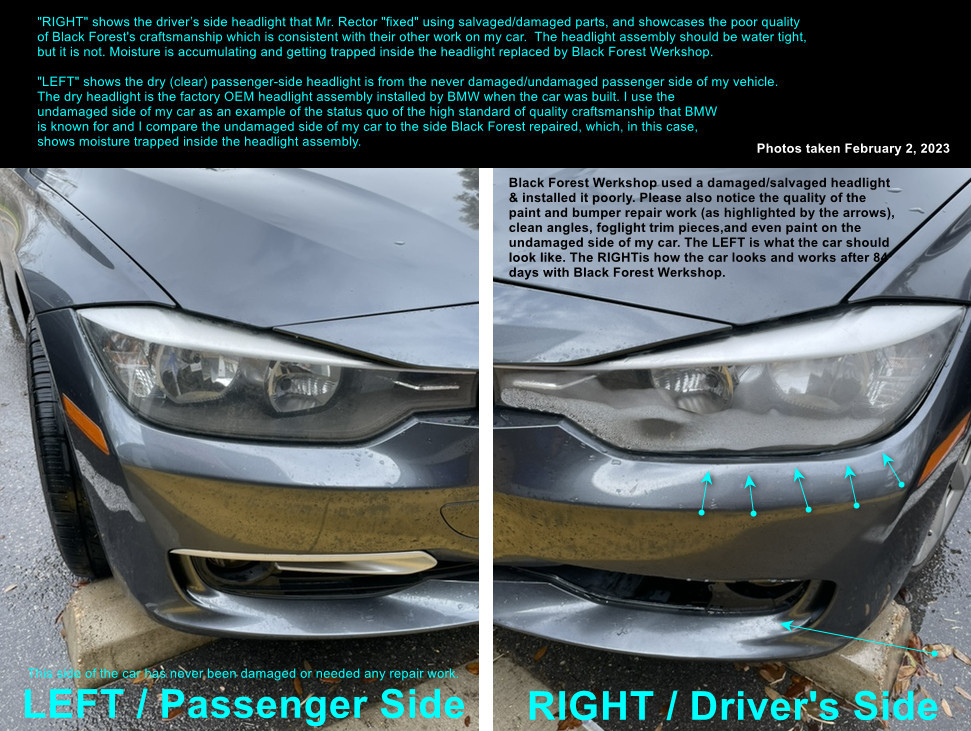 "RIGHT" shows the driver's side headlight that Mr. Rector "fixed" using salvaged/damaged parts, and showcases the poor quality
of Black Forest's craftsmanship which is consistent with their other work on my car. The headlight assembly should be water tight,
but it is not. Moisture is accumulating and getting trapped inside the headlight replaced by Black Forest Werkshop.
"LEFT" shows the dry (clear) passenger-side headlight is from the never damaged/undamaged passenger side of my vehicle.
The dry headlight is the factory OEM headlight assembly installed by BMW when the car was built. I use the
undamaged side of my car as an example of the status quo of the high standard of quality craftsmanship that BMW
is known for and I compare the undamaged side of my car to the side Black Forest repaired, which, in this case,
shows moisture trapped inside the headlight assembly.
Photos taken February 2, 2023
Black Forest Werkshop used a damaged/salvaged headlight
& installed it poorly. Please also notice the quality of the
paint and bumper repair work (as highlighted by the arrows),
clean angles, foglight trim pieces,and even paint on the
undamaged side of my car. The LEFT is what the car should
look like. The RIGHTis how the car looks and works after 84
days with Black Forest Werkshop.
This side of the car has never been damaged or needed any repair work.
LEFT / Passenger Side
RIGHT / Driver's Side